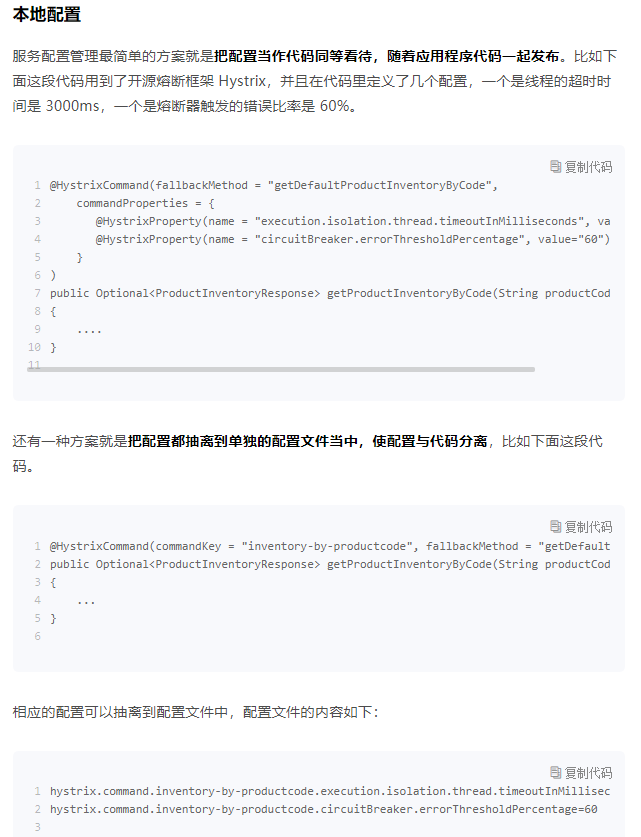 本地配置
服务配置管理最简单的方案就是把配置当作代码同等看待，随着应用程序代码一起发布。比如下
面这段代码用到了开源熔断框架 Hystrix，并且在代码里定义了几个配置，一个是线程的超时时
间是 3000ms，一个是熔断器触发的错误比率是 60%。
复制代码
1 @HystrixCommand(fallbackMethod = "getDefaultProductInventoryByCode",
2     commandProperties = {
3        @HystrixProperty(name = "execution.isolation.thread.timeoutInMilliseconds", va
4        @HystrixProperty(name = "circuitBreaker.errorThresholdPercentage", value="60")
5     }
6 )
7 public Optional<ProductInventoryResponse> getProductInventoryByCode(String productCod
8 {
9     ....
10 }
11
还有一种方案就是把配置都抽离到单独的配置文件当中，使配置与代码分离，比如下面这段代
码。
复制代码
1 @HystrixCommand(commandKey = "inventory-by-productcode", fallbackMethod = "getDefault
2 public Optional<ProductInventoryResponse> getProductInventoryByCode(String productCod
3 {
4     ...
5 }
6
相应的配置可以抽离到配置文件中，配置文件的内容如下：
复制代码
1 hystrix.command.inventory-by-productcode.execution.isolation.thread.timeoutInMillisec
2 hystrix.command.inventory-by-productcode.circuitBreaker.errorThresholdPercentage=60
3